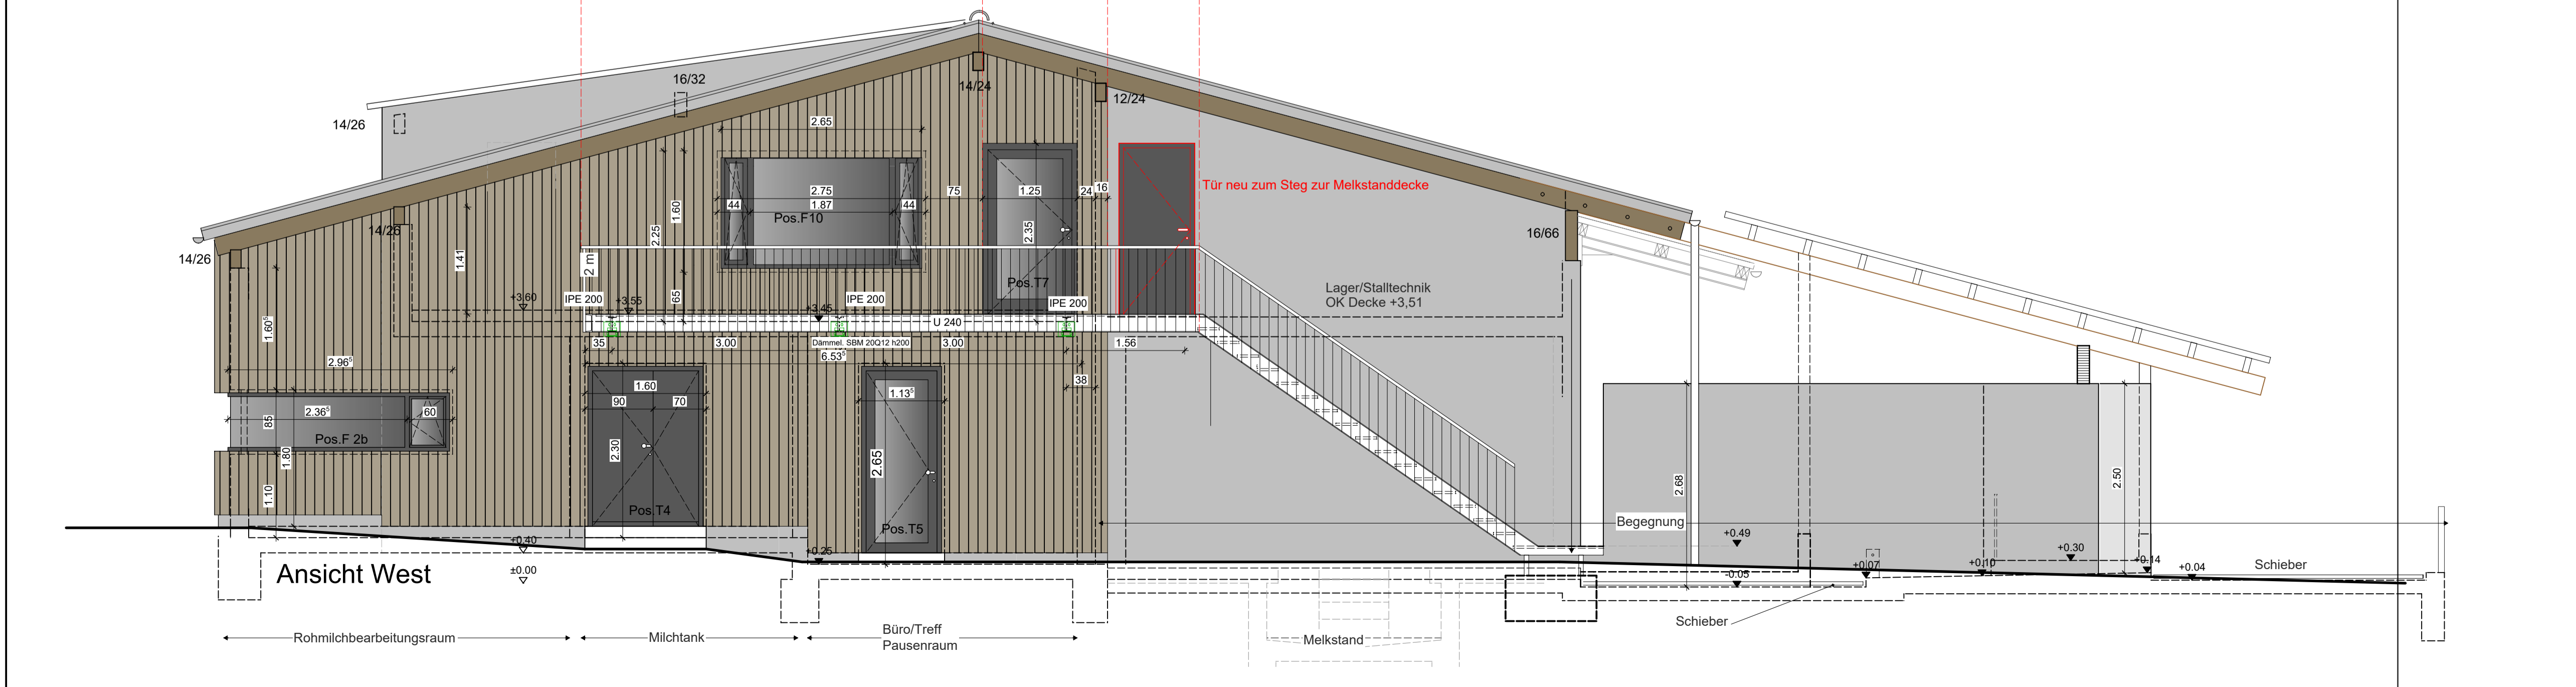 16/32
14/24
12/24
14/26
2.65
2.75
1.87
44
44
Pos.F10
75
1.25
24
16
2.35
Pos.T7
Tür neu zum Steg zur Melkstanddecke
14/26
14/26
16/66
1.60
2.25
1.41
65
2 m
Lager/Stalltechnik
OK Decke +3,51
+3.60
IPE 200
+3.55
+3.45
IPE 200
IPE 200
U 240
35
3.00
Dämmel. SBM 20Q12 h200
6.53⁵
3.00
1.56
38
1.60⁵
2.96⁵
2.36⁵
60
85
Pos.F 2b
1.80
1.10
1.60
90
70
2.30
Pos.T4
1.13⁵
2.65
Pos.T5
2.68
2.50
Begegnung
+0.49
+0.40
+0.25
±0.00
-0.05
+0.07
+0.10
+0.30
+0.14
+0.04
Schieber
Schieber
Ansicht West
Rohmilchbearbeitungsraum
Milchtank
Büro/Treff
Pausenraum
Melkstand